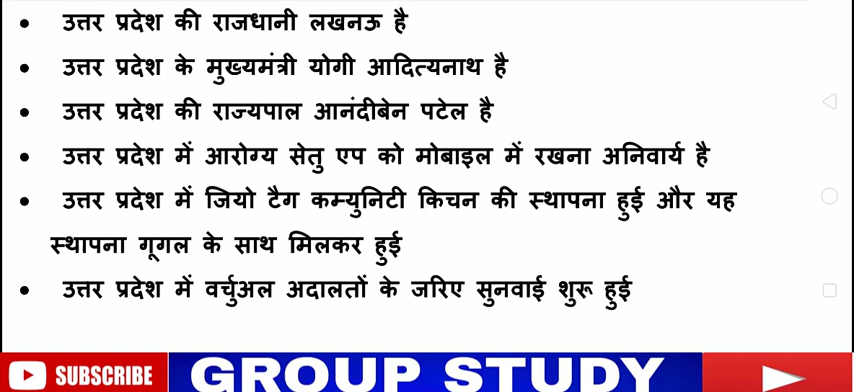 • उत्तर प्रदेश की राजधानी लखनऊ है
• उत्तर प्रदेश के मुख्यमंत्री योगी आदित्यनाथ है
• उत्तर प्रदेश की राज्यपाल आनंदीबेन पटेल है
• उत्तर प्रदेश में आरोग्य सेतु एप को मोबाइल में रखना अनिवार्य है
• उत्तर प्रदेश में जियो टैग कम्युनिटी किचन की स्थापना हुई और यह
स्थापना गूगल के साथ मिलकर हुई
• उत्तर प्रदेश में वर्चुअल अदालतों के जरिए सुनवाई शुरू हुई
SUBSCRIBE GROUP STUDY